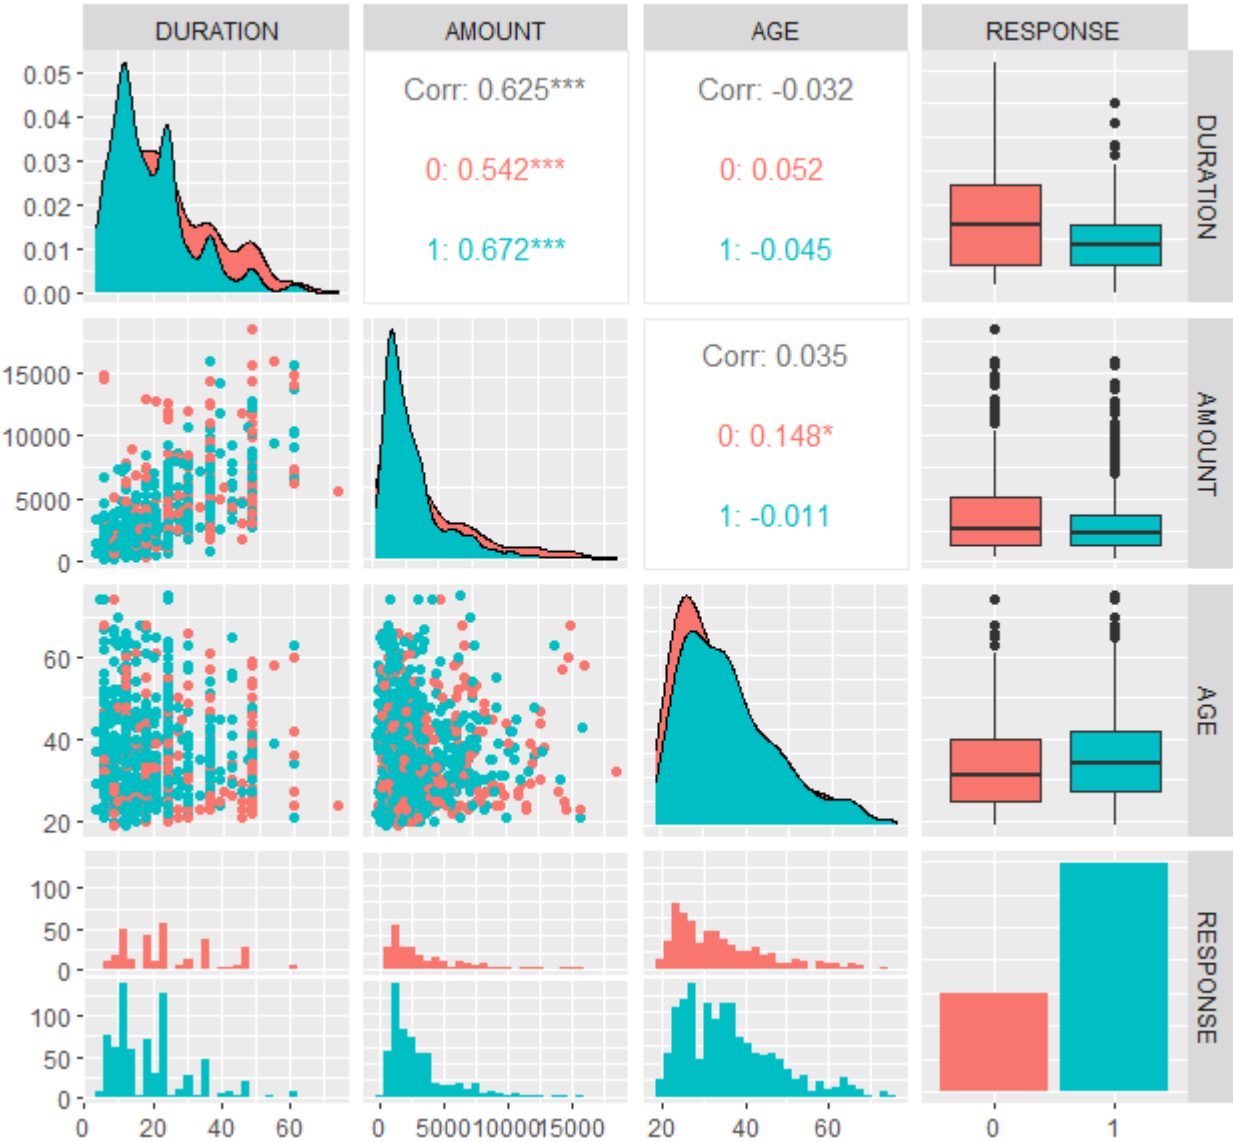 DURATION AMOUNT AGE RESPONSE
0.05
0.04
0.03
0.02
0.01
0.00
Corr: 0.625***
0: 0.542***
1: 0.672***
Corr: -0.032
0: 0.052
1: -0.045
DURATION
15000
10000
5000
0
Corr: 0.035
0: 0.148*
1: -0.011
AMOUNT
60
40
20
AGE
100
50
0
100
50
0
RESPONSE
0 20 40 60 0 5000 10000 15000 20 40 60 0 1